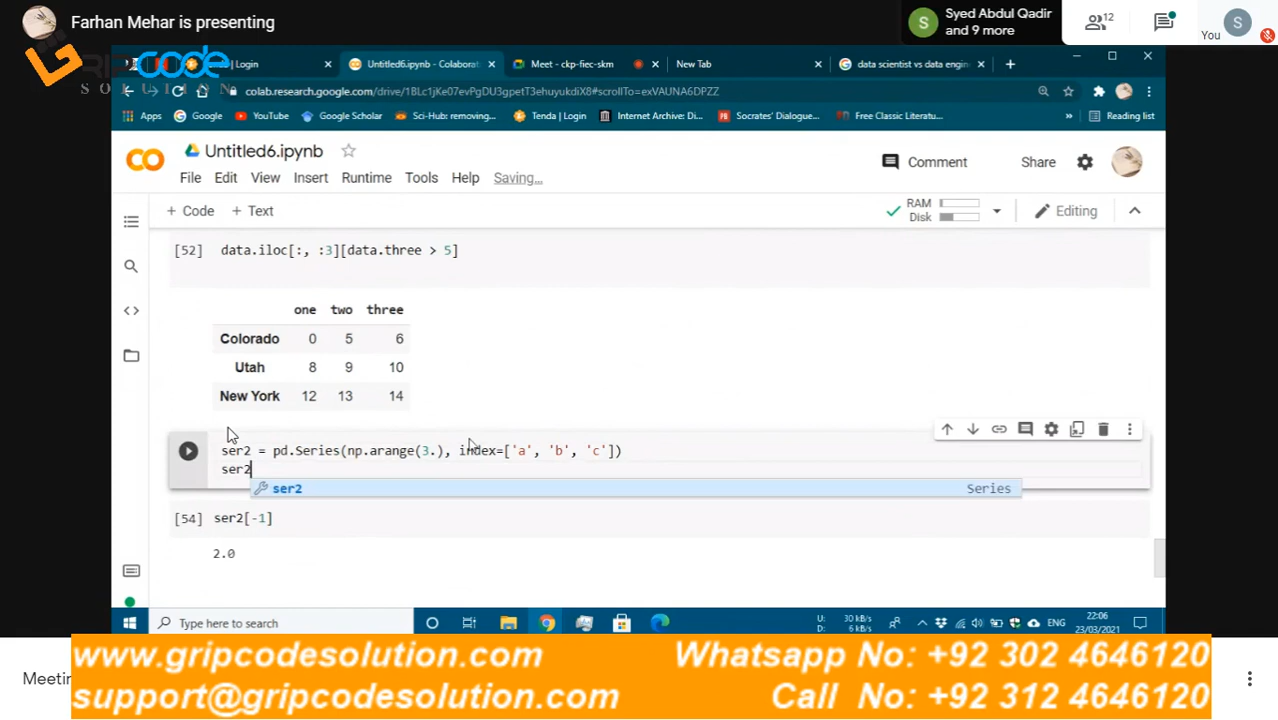 Farhan Mehar is presenting
Syed Abdul Qadir
and 9 more
12
S
You
S
GRIPCODE
Login
Untitled6.ipynb - Colaborat
Meet - ckp-fiec-skm
New Tab
data scientist vs data engin
colab.research.google.com/drive/1BLc1jKe07evPgDU3gpetT3ehuyukdiX8#scrollTo=exVAUNA6DPZZ
Apps
Google
YouTube
Google Scholar
Sci-Hub: removing...
Tenda | Login
Internet Archive: Di...
Socrates' Dialogue...
Free Classic Literatu...
»
Reading list
CO
Untitled6.ipynb
File Edit View Insert Runtime Tools Help Saving...
Comment
Share
+ Code + Text
RAM
Disk
Editing
[52] data.iloc[:, :3][data.three > 5]
one two three
Colorado 0 5 6
Utah 8 9 10
New York 12 13 14
ser2 = pd.Series(np.arange(3.), index=['a', 'b', 'c'])
ser2
ser2 Series
[54] ser2[-1]
2.0
Type here to search
U: 30 kB/s
D: 6 kB/s
ENG
22:06
23/03/2021
Meetin
www.gripcodesolution.com Whatsapp No: +92 302 4646120
support@gripcodesolution.com Call No: +92 312 4646120